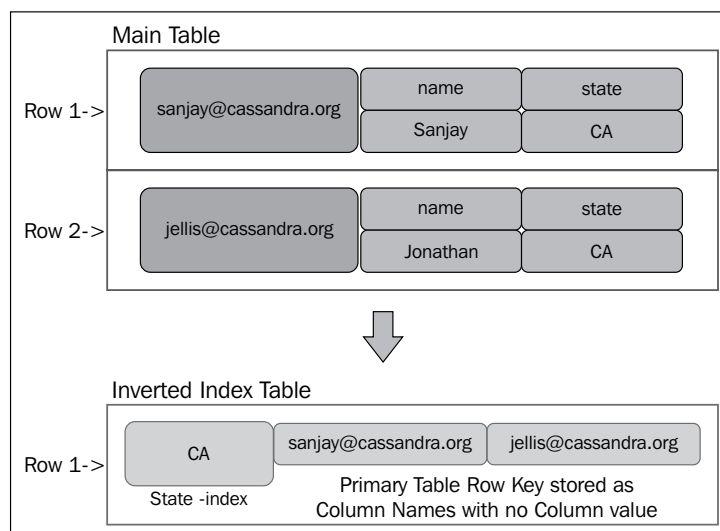 Main Table
Row 1->
sanjay@cassandra.org
name
state
Sanjay
CA
Row 2->
jellis@cassandra.org
name
state
Jonathan
CA
Inverted Index Table
Row 1->
CA
sanjay@cassandra.org
jellis@cassandra.org
State -index
Primary Table Row Key stored as
Column Names with no Column value